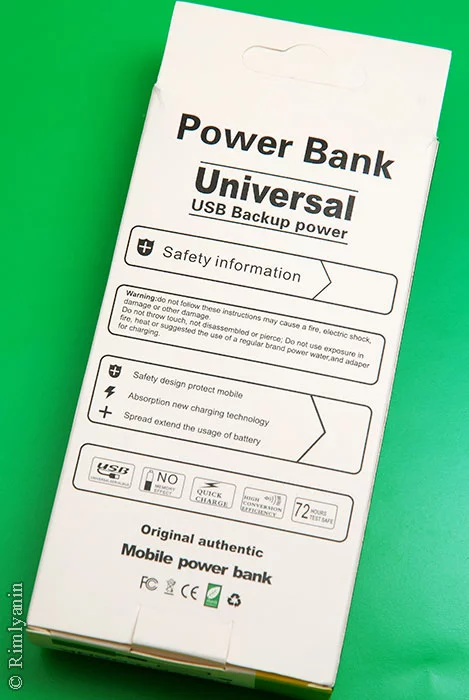 Power Bank
Universal
USB Backup power
Safety information
Warning:do not follow these instructions may cause a fire, electric shock,
damage or other damage.
Do not throw touch, not disassembled or pierce; Do not use exposure in
fire, heat or suggested the use of a regular brand power water,and adaper
for charging.
Safety design protect mobile
Absorption new charging technology
Spread extend the usage of battery
USB
NO
MEMORY
EFFECT
QUICK
CHARGE
HIGH
CONVERSION
EFFICIENCY
72 HOURS
TEST SAFE
Original authentic
Mobile power bank
FC CE
© Rimlyanin